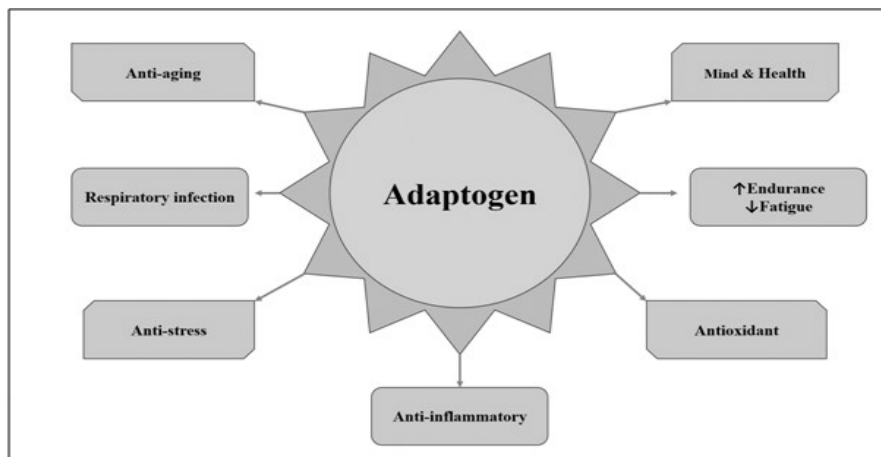 Anti-aging
Mind & Health
Respiratory infection
Adaptogen
↑Endurance
↓Fatigue
Anti-stress
Antioxidant
Anti-inflammatory